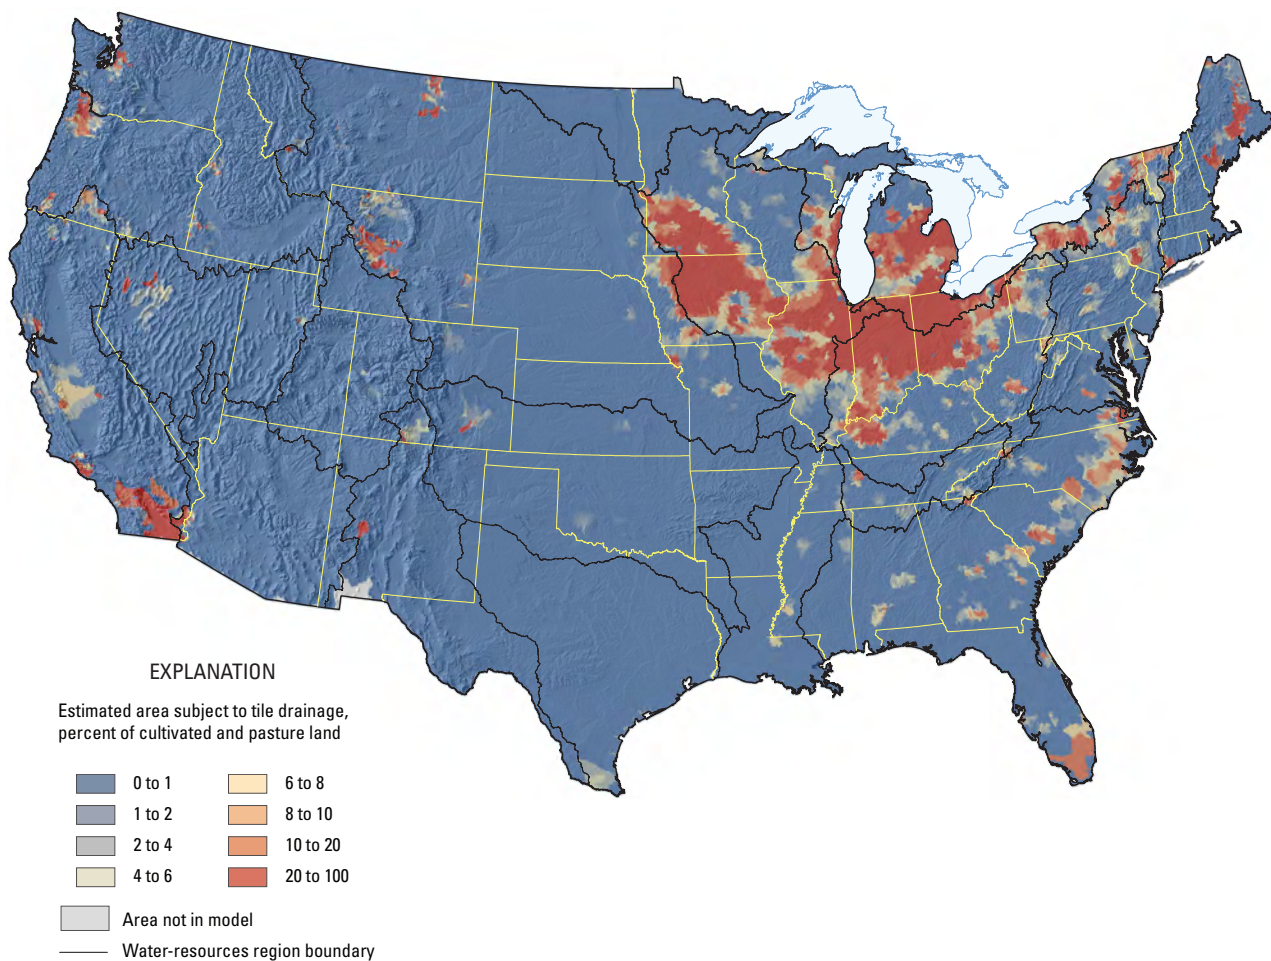 EXPLANATION
Estimated area subject to tile drainage,
percent of cultivated and pasture land
0 to 1
1 to 2
2 to 4
4 to 6
6 to 8
8 to 10
10 to 20
20 to 100
Area not in model
Water-resources region boundary